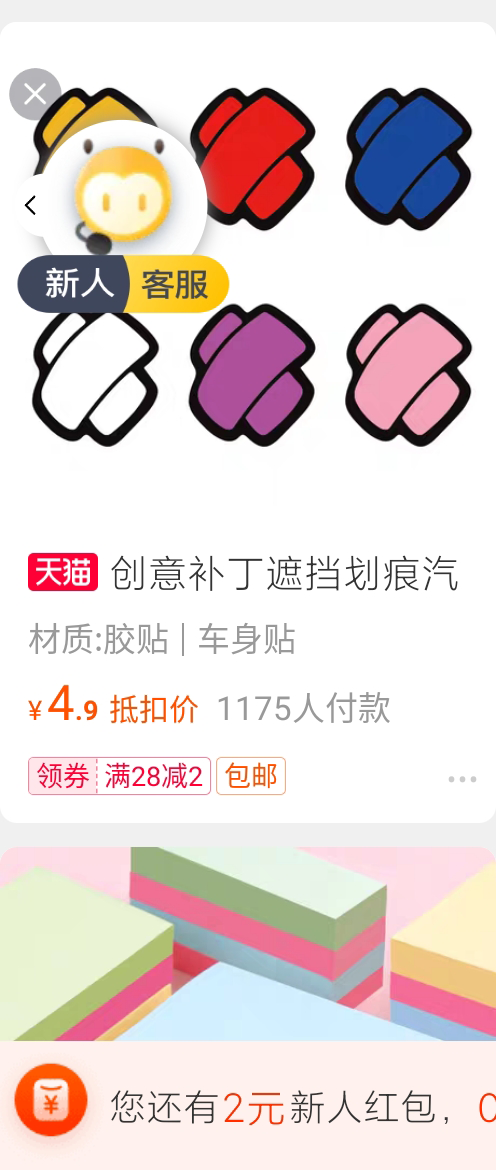 新人 客服
天猫 创意补丁遮挡划痕汽
材质:胶贴 | 车身贴
¥4.9 抵扣价 1175人付款
领券 满28减2 包邮
¥ 您还有2元新人红包，0